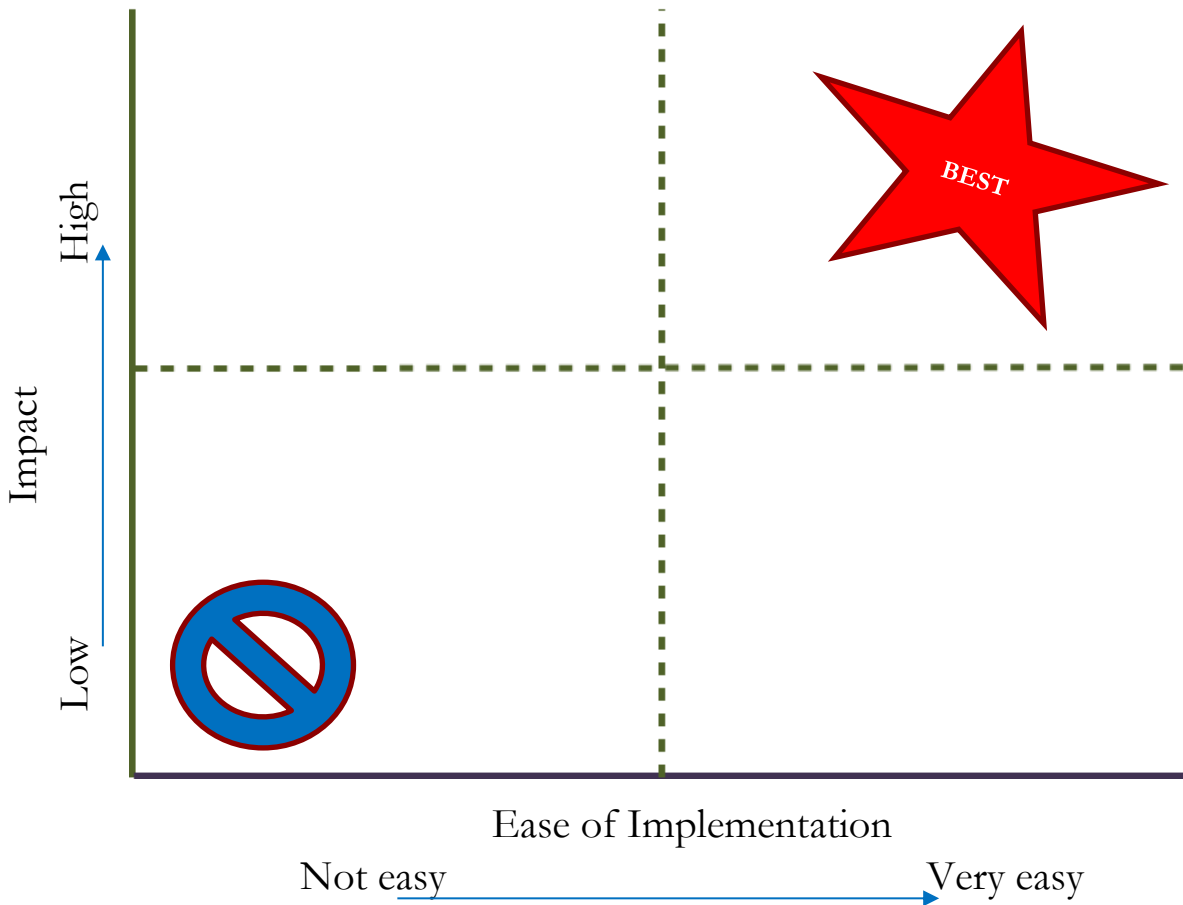 High
Impact
Low
BEST
Ease of Implementation
Not easy
Very easy